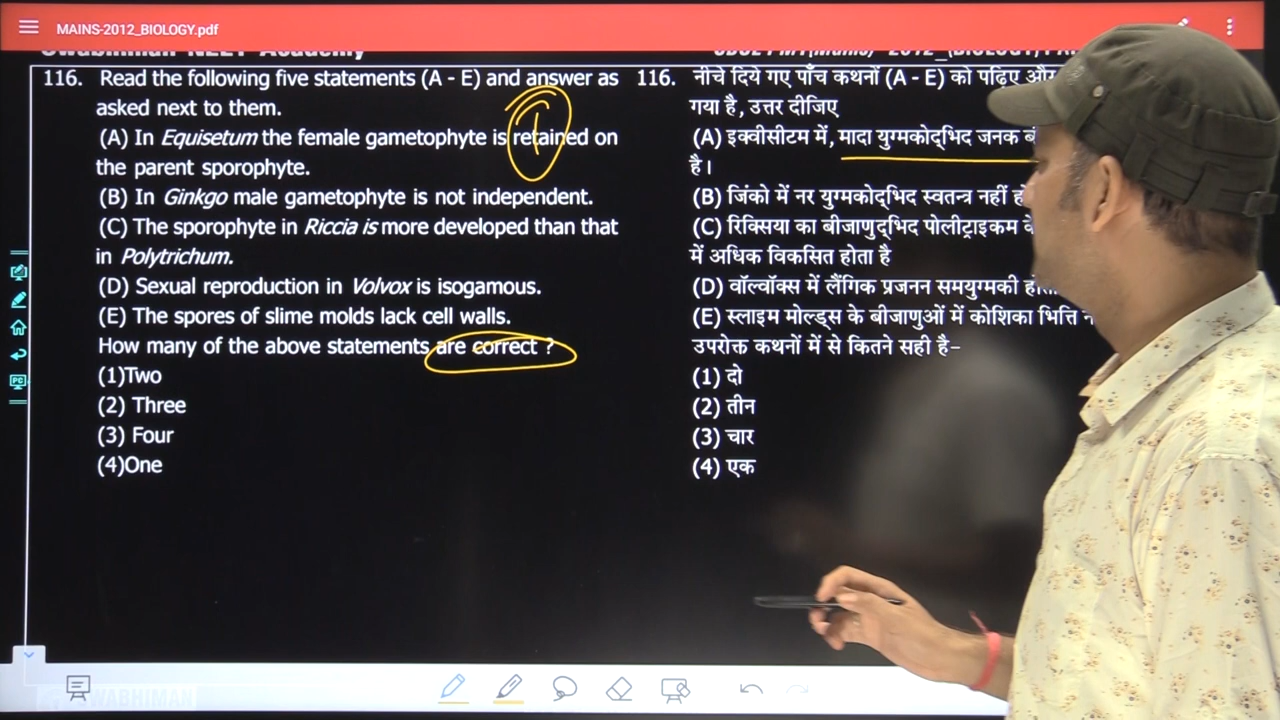 MAINS-2012_BIOLOGY.pdf
116. Read the following five statements (A - E) and answer as
asked next to them.
(A) In Equisetum the female gametophyte is retained on
the parent sporophyte.
(B) In Ginkgo male gametophyte is not independent.
(C) The sporophyte in Riccia is more developed than that
in Polytrichum.
(D) Sexual reproduction in Volvox is isogamous.
(E) The spores of slime molds lack cell walls.
How many of the above statements are correct ?
(1)Two
(2) Three
(3) Four
(4)One
116. नीचे दिये गए पाँच कथनों (A - E) को पढ़िए
गया है, उत्तर दीजिए
(A) इक्वीसीटम में, मादा युग्मकोद्भिद जनक
है।
(B) जिंको में नर युग्मकोद्भिद स्वतन्त्र नहीं
(C) रिक्सिया का बीजाणुद्भिद पोलीट्राइकम
में अधिक विकसित होता है
(D) वॉल्वॉक्स में लैंगिक प्रजनन समयुग्मकी
(E) स्लाइम मोल्ड्स के बीजाणुओं में कोशिका भित्ति
उपरोक्त कथनों में से कितने सही है–
(1) दो
(2) तीन
(3) चार
(4) एक
SWABHIMAN